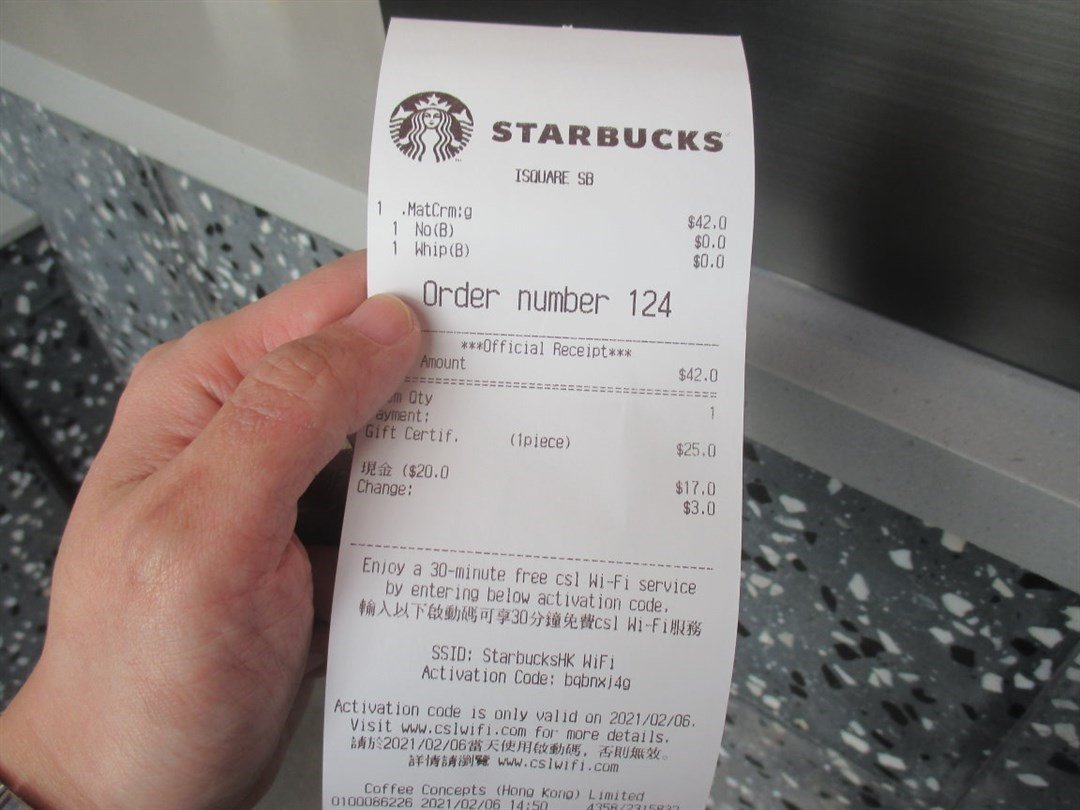 STARBUCKS
ISQUARE SB
1 .MatCrm:g $42.0
1 No(B) $0.0
1 Whip(B) $0.0
Order number 124
***Official Receipt***
Amount $42.0
Qty 1
ayment:
Gift Certif. (1piece) $25.0
現金 ($20.0 $17.0
Change: $3.0
Enjoy a 30-minute free csl Wi-Fi service
by entering below activation code.
輸入以下啟動碼可享30分鐘免費csl Wi-Fi服務
SSID: StarbucksHK WiFi
Activation Code: bqbnxj4g
Activation code is only valid on 2021/02/06.
Visit www.cslwifi.com for more details.
請於2021/02/06當天使用啟動碼, 否則無效。
詳情請瀏覽 www.cslwifi.com
Coffee Concepts (Hong Kong) Limited
0100086226 2021/02/06 14:50